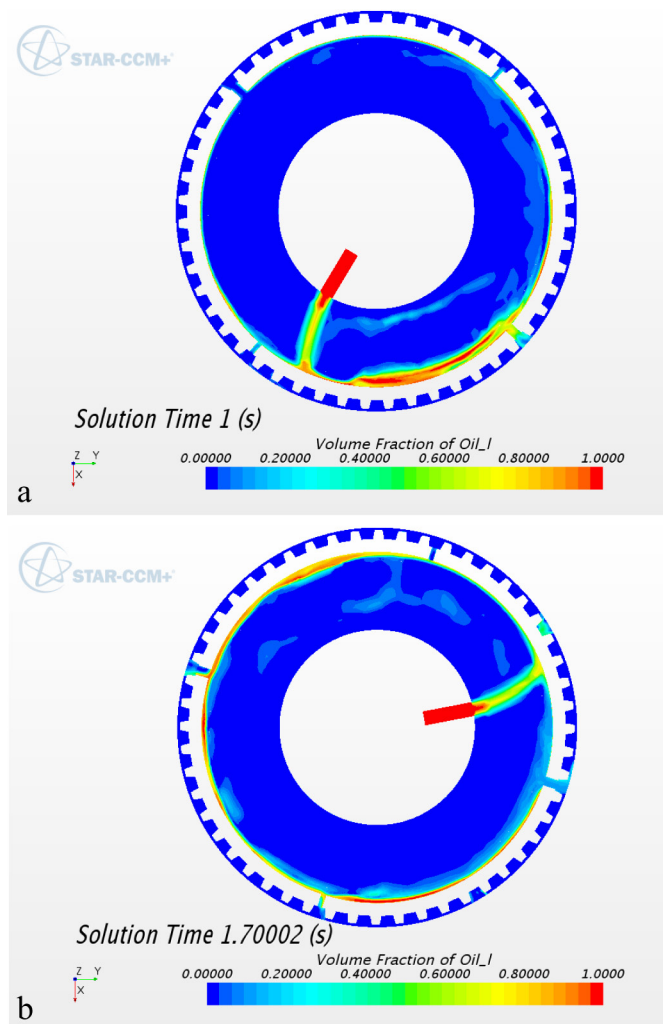 STAR-CCM+
Solution Time 1 (s)
Volume Fraction of Oil_l
0.00000 0.20000 0.40000 0.60000 0.80000 1.0000
Z Y
X
a
STAR-CCM+
Solution Time 1.70002 (s)
Volume Fraction of Oil_l
0.00000 0.20000 0.40000 0.60000 0.80000 1.0000
Z Y
X
b